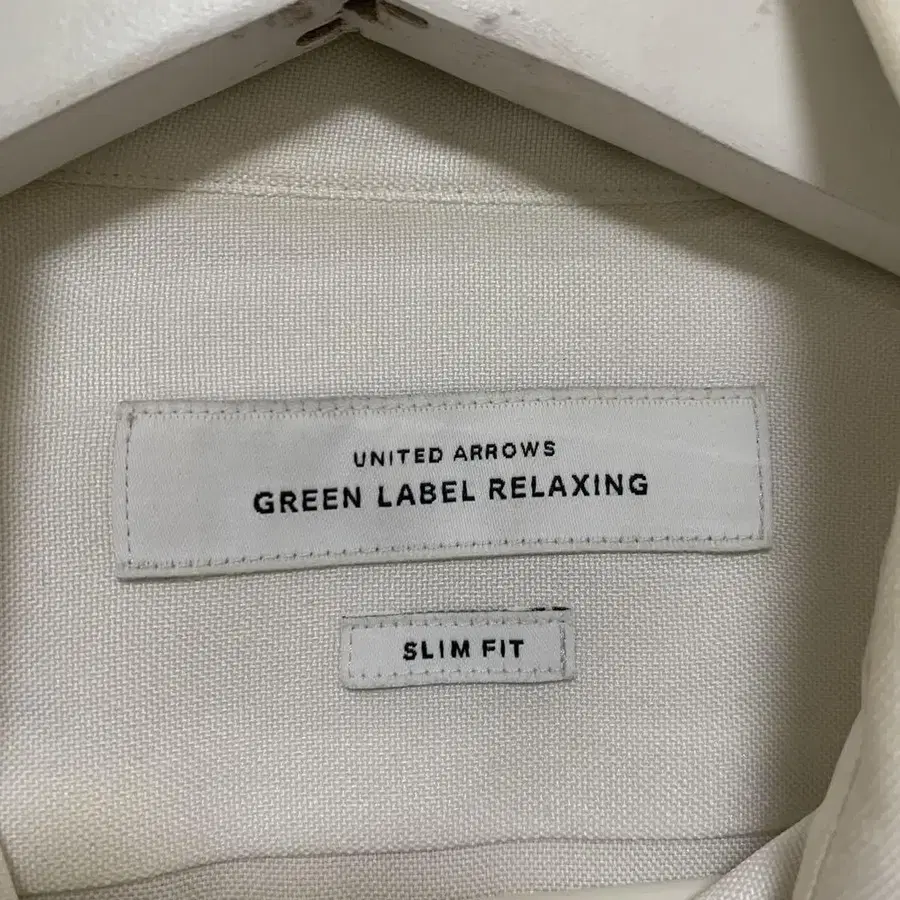 UNITED ARROWS
GREEN LABEL RELAXING
SLIM FIT